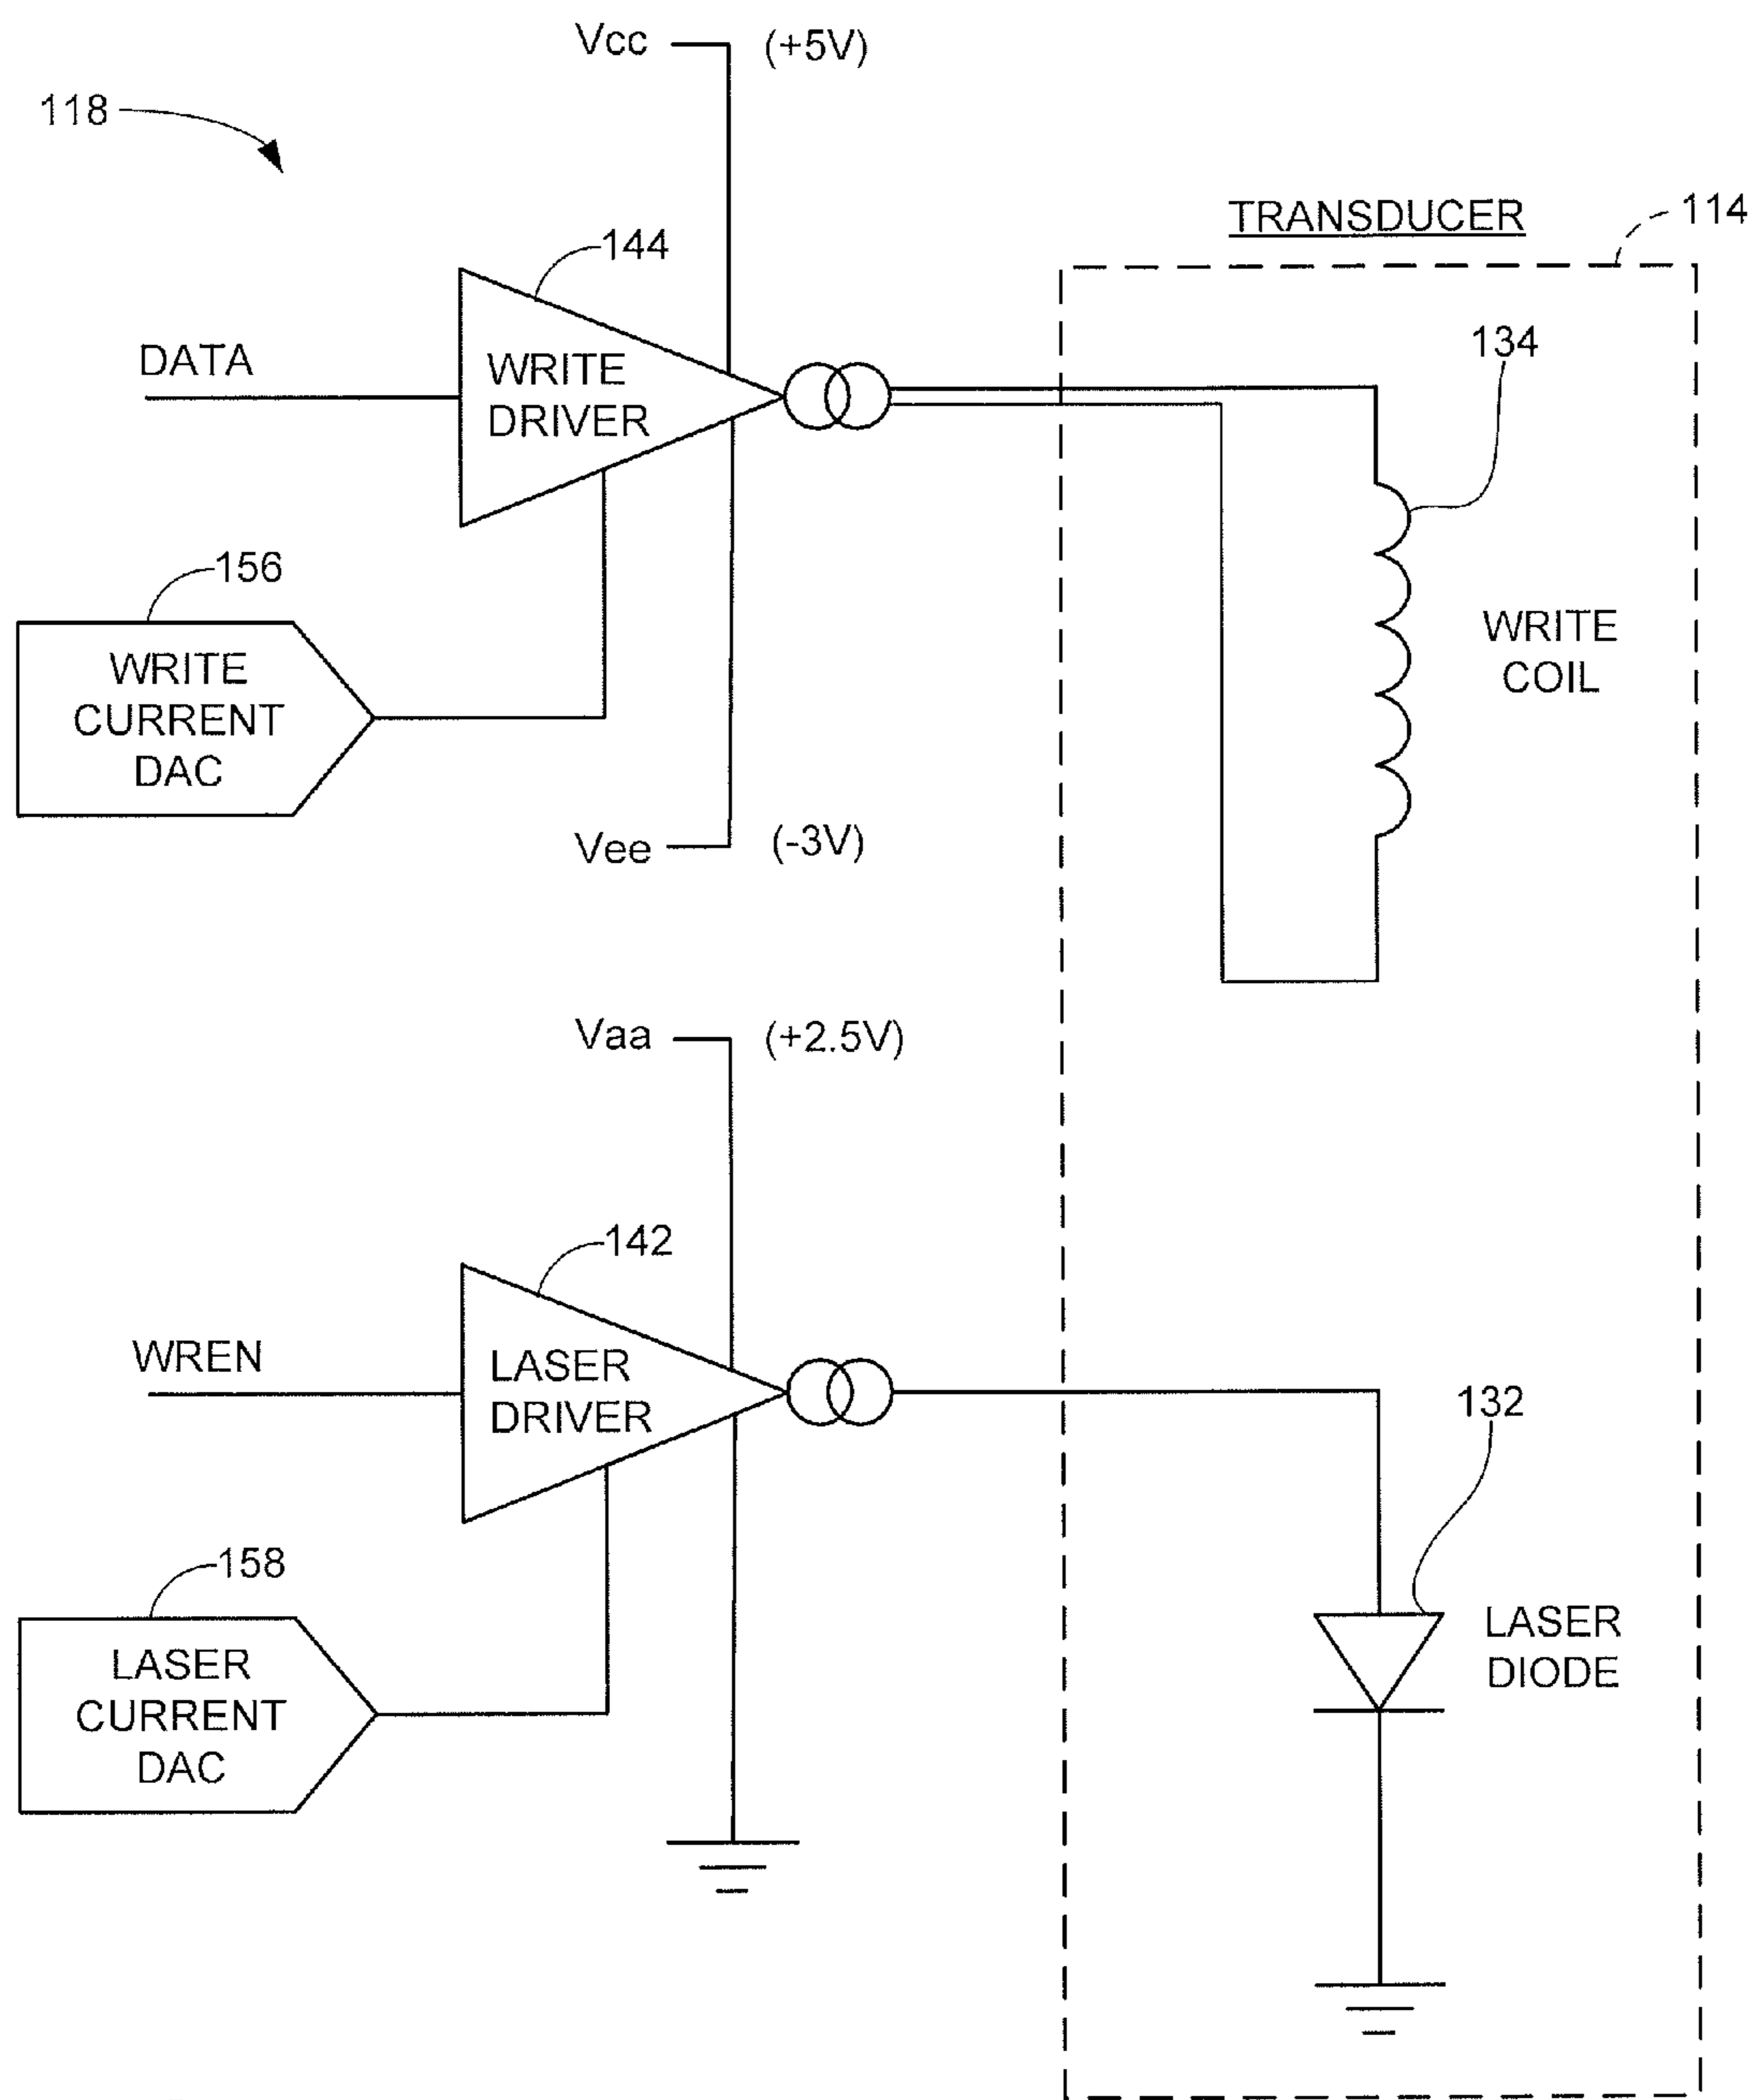 Vcc (+5V)
118
TRANSDUCER
114
144
134
DATA
WRITE
DRIVER
156
WRITE
CURRENT
DAC
WRITE
COIL
Vee (-3V)
Vaa (+2.5V)
142
WREN
LASER
DRIVER
132
158
LASER
CURRENT
DAC
LASER
DIODE